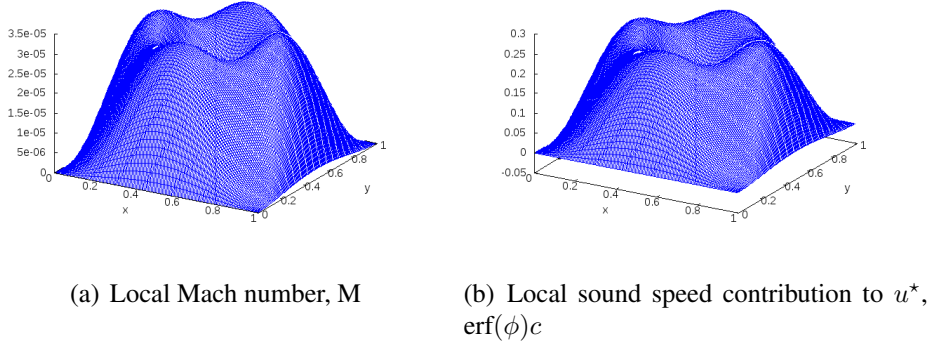 3.5e-05
3e-05
2.5e-05
2e-05
1.5e-05
1e-05
5e-06
0
0
0.2
0.4
0.6
0.8
1
x
0
0.2
0.4
0.6
0.8
1
y
0.3
0.25
0.2
0.15
0.1
0.05
0
-0.05
0
0.2
0.4
0.6
0.8
1
x
0
0.2
0.4
0.6
0.8
1
y
(a) Local Mach number, M
(b) Local sound speed contribution to u⋆,
erf(ϕ)c